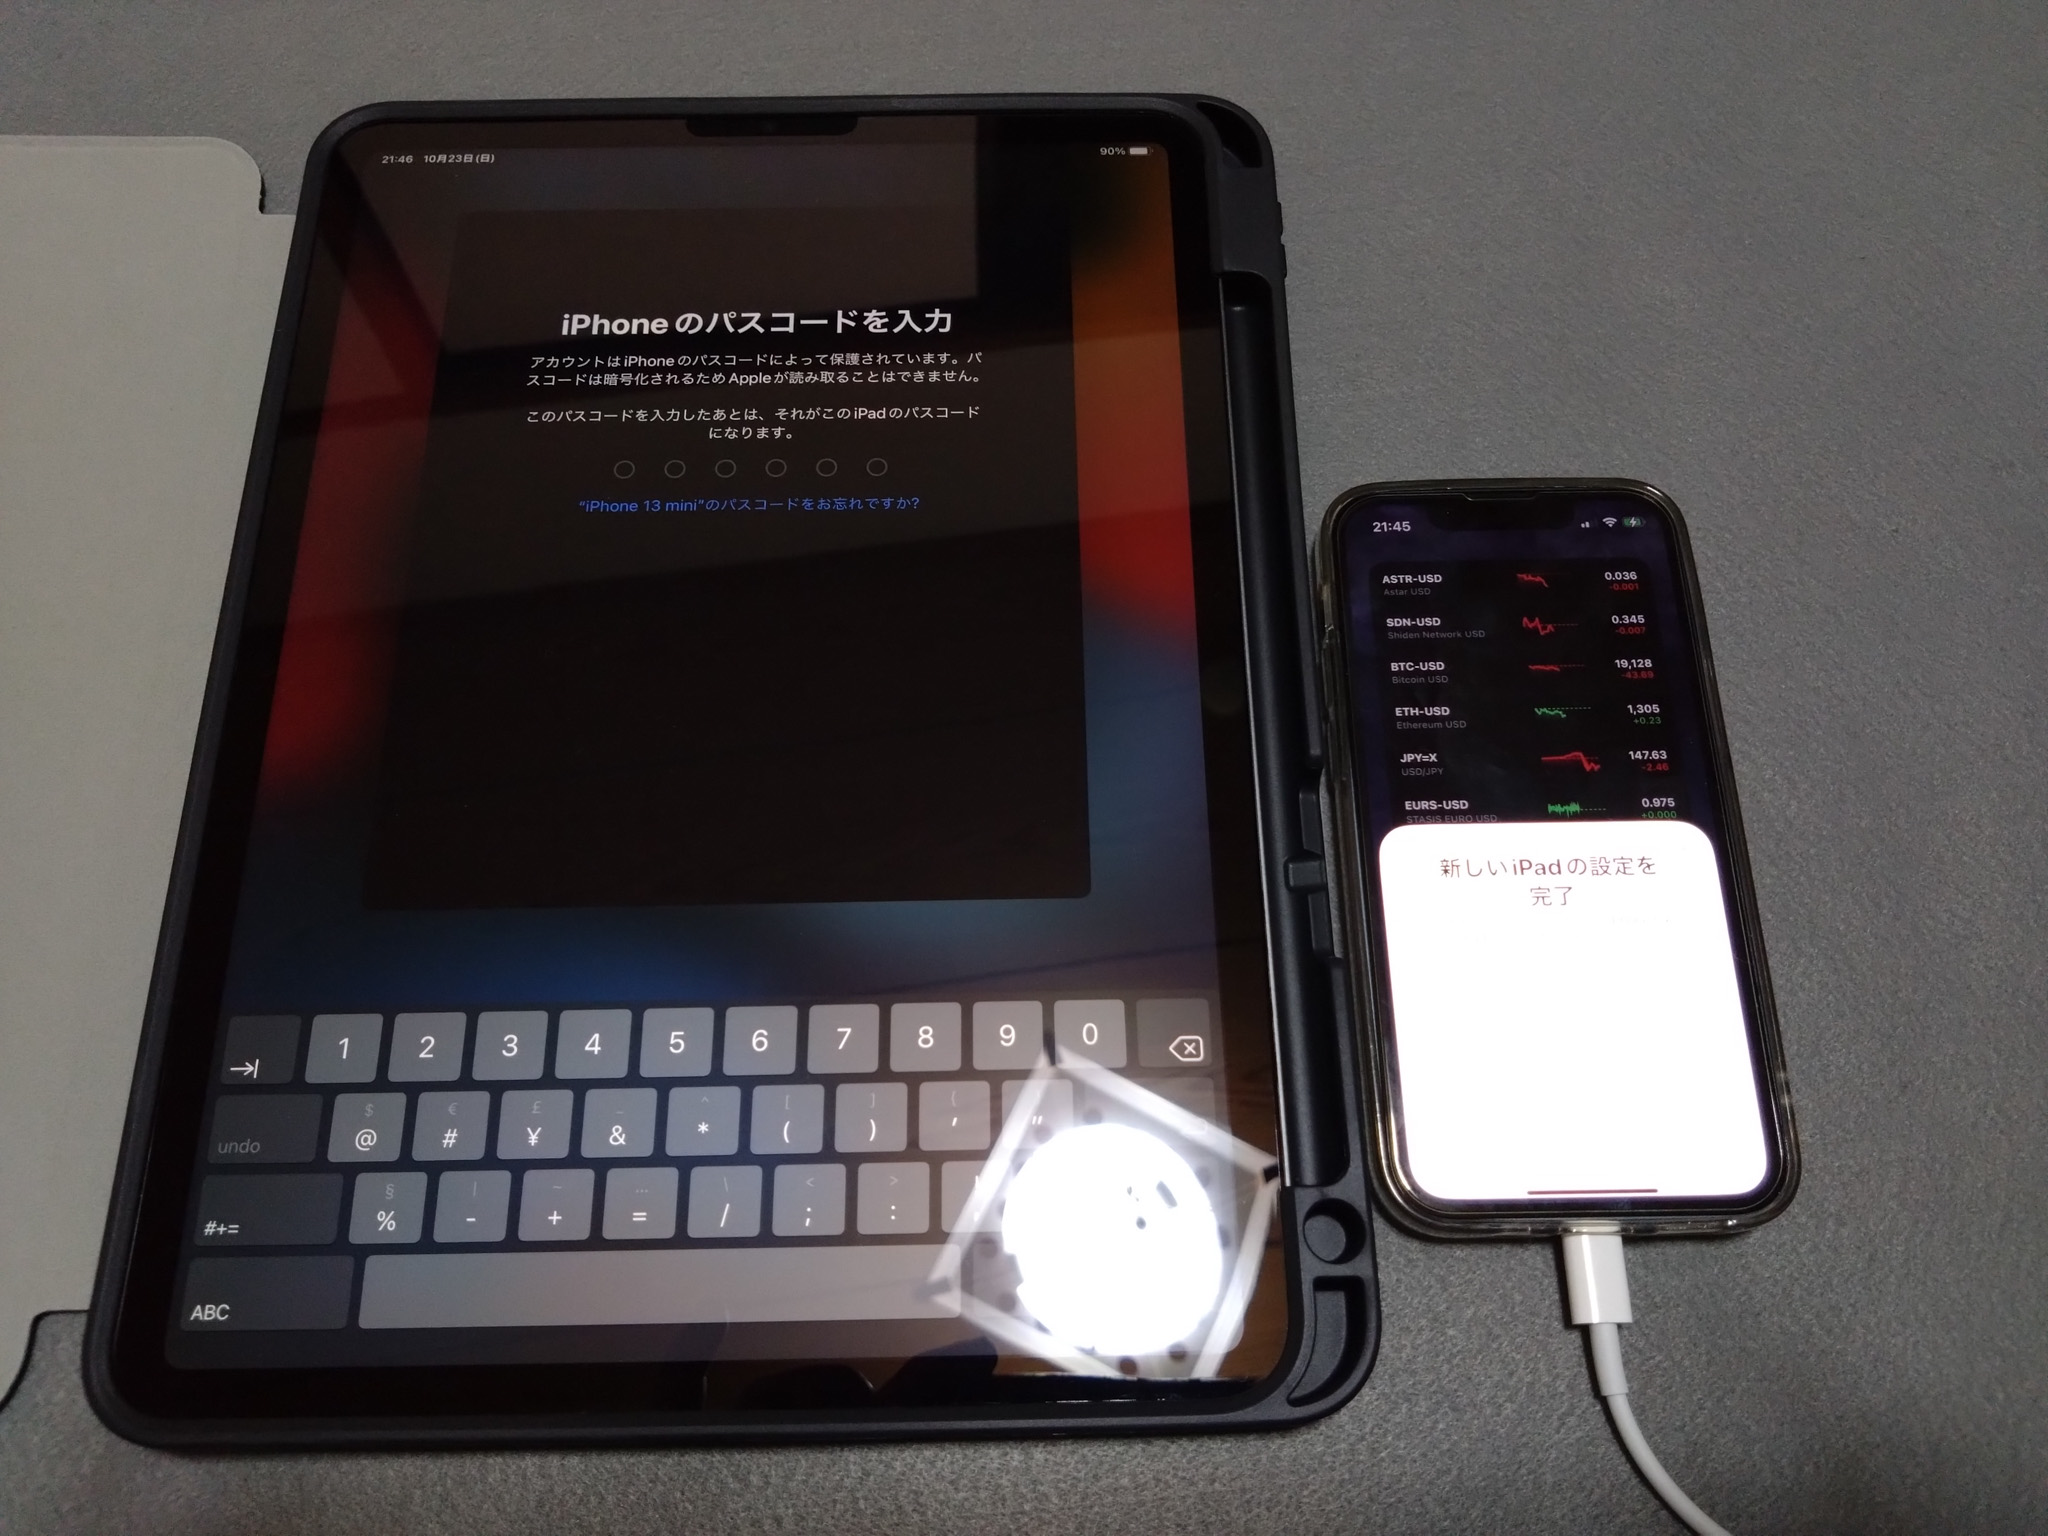 21:46 10月23日(日)
90%
iPhoneのパスコードを入力
アカウントはiPhoneのパスコードによって保護されています。パ
スコードは暗号化されるためAppleが読み取ることはできません。
このパスコードを入力したあとは、それがこのiPadのパスコード
になります。
"iPhone 13 mini"のパスコードをお忘れですか?
1 2 3 4 5 6 7 8 9 0
$ € £ _ ^ [ ] {
undo @ # ¥ & * ( ) ' "
§ | ~ … \ < >
#+= % - + = / ; :
ABC
21:45
ASTR-USD 0.036
Astar USD -0.001
SDN-USD 0.345
Shiden Network USD -0.007
BTC-USD 19,128
Bitcoin USD -43.69
ETH-USD 1,305
Ethereum USD +0.23
JPY=X 147.63
USD/JPY -2.46
EURS-USD 0.975
STASIS EURO USD +0.000
新しいiPadの設定を
完了